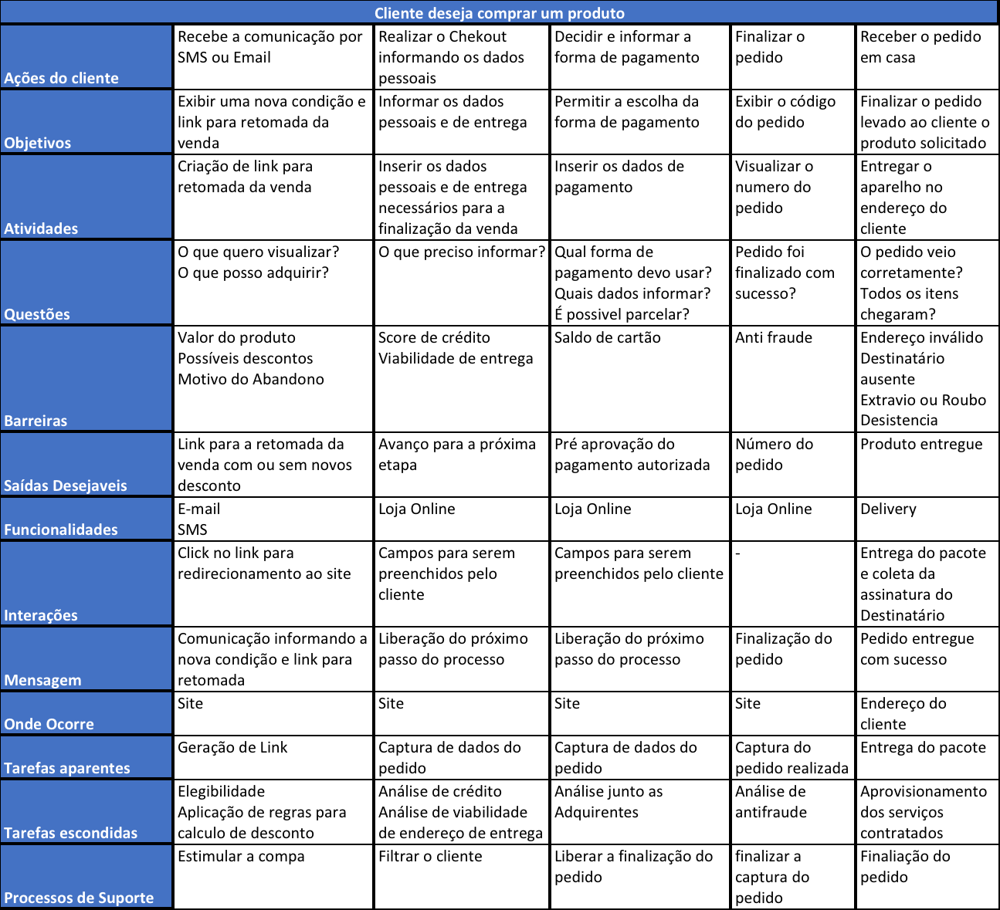 Cliente deseja comprar um produto
Ações do cliente
Recebe a comunicação por
SMS ou Email
Realizar o Chekout
informando os dados
pessoais
Decidir e informar a
forma de pagamento
Finalizar o
pedido
Receber o pedido
em casa
Objetivos
Exibir uma nova condição e
link para retomada da
venda
Informar os dados
pessoais e de entrega
Permitir a escolha da
forma de pagamento
Exibir o código
do pedido
Finalizar o pedido
levado ao cliente o
produto solicitado
Atividades
Criação de link para
retomada da venda
Inserir os dados
pessoais e de entrega
necessários para a
finalização da venda
Inserir os dados de
pagamento
Visualizar o
numero do
pedido
Entregar o
aparelho no
endereço do
cliente
Questões
O que quero visualizar?
O que posso adquirir?
O que preciso informar?
Qual forma de
pagamento devo usar?
Quais dados informar?
É possivel parcelar?
Pedido foi
finalizado com
sucesso?
O pedido veio
corretamente?
Todos os itens
chegaram?
Barreiras
Valor do produto
Possíveis descontos
Motivo do Abandono
Score de crédito
Viabilidade de entrega
Saldo de cartão
Anti fraude
Endereço inválido
Destinatário
ausente
Extravio ou Roubo
Desistencia
Saídas Desejaveis
Link para a retomada da
venda com ou sem novos
desconto
Avanço para a próxima
etapa
Pré aprovação do
pagamento autorizada
Número do
pedido
Produto entregue
Funcionalidades
E-mail
SMS
Loja Online
Loja Online
Loja Online
Delivery
Interações
Click no link para
redirecionamento ao site
Campos para serem
preenchidos pelo
cliente
Campos para serem
preenchidos pelo cliente
-
Entrega do pacote
e coleta da
assinatura do
Destinatário
Mensagem
Comunicação informando a
nova condição e link para
retomada
Liberação do próximo
passo do processo
Liberação do próximo
passo do processo
Finalização do
pedido
Pedido entregue
com sucesso
Onde Ocorre
Site
Site
Site
Site
Endereço do
cliente
Tarefas aparentes
Geração de Link
Captura de dados do
pedido
Captura de dados do
pedido
Captura do
pedido realizada
Entrega do pacote
Tarefas escondidas
Elegibilidade
Aplicação de regras para
calculo de desconto
Análise de crédito
Análise de viabilidade
de endereço de entrega
Análise junto as
Adquirentes
Análise de
antifraude
Aprovisionamento
dos serviços
contratados
Processos de Suporte
Estimular a compa
Filtrar o cliente
Liberar a finalização do
pedido
finalizar a
captura do
pedido
Finaliação do
pedido